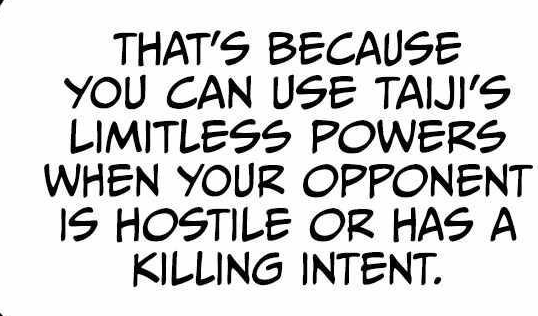 THAT'S BECAUSE
YOU CAN USE TAIJI'S
LIMITLESS POWERS
WHEN YOUR OPPONENT
IS HOSTILE OR HAS A
KILLING INTENT.